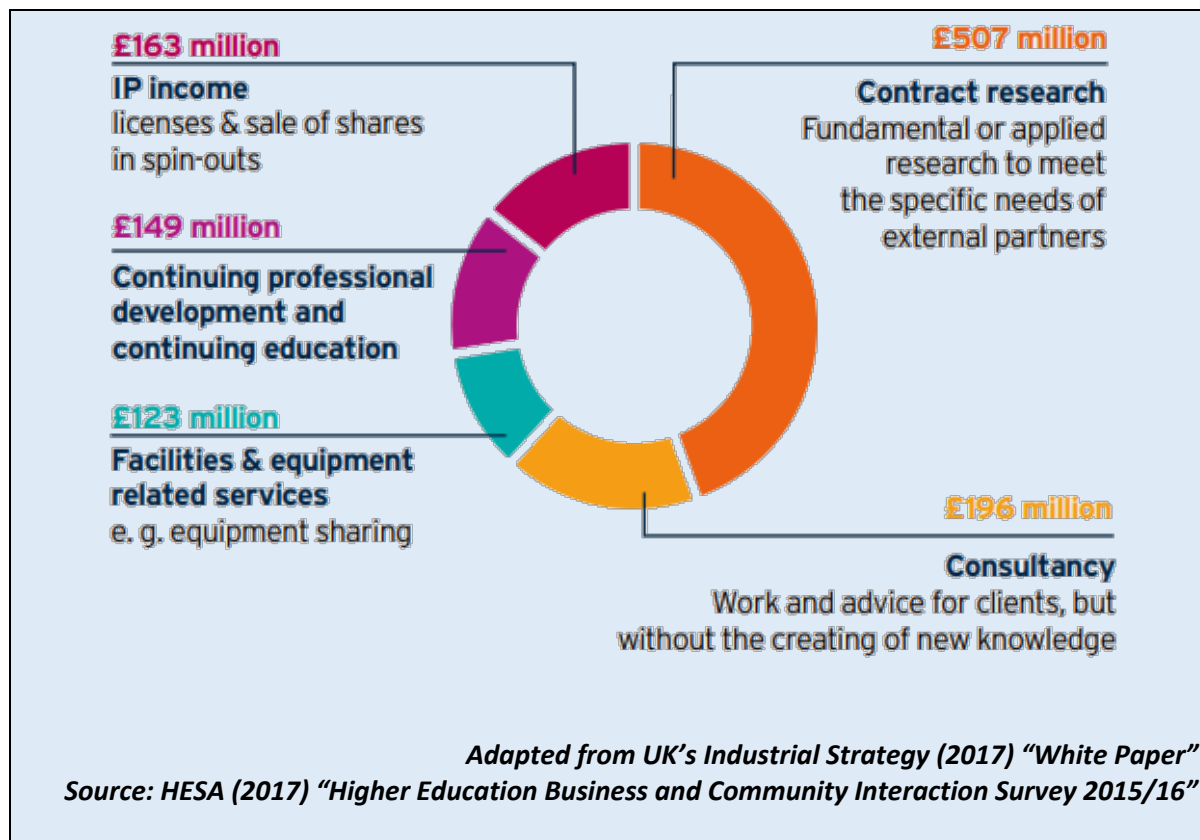 £163 million
IP income
licenses & sale of shares
in spin-outs
£149 million
Continuing professional
development and
continuing education
£123 million
Facilities & equipment
related services
e. g. equipment sharing
£507 million
Contract research
Fundamental or applied
research to meet
the specific needs of
external partners
£196 million
Consultancy
Work and advice for clients, but
without the creating of new knowledge
Adapted from UK’s Industrial Strategy (2017) “White Paper”
Source: HESA (2017) “Higher Education Business and Community Interaction Survey 2015/16”